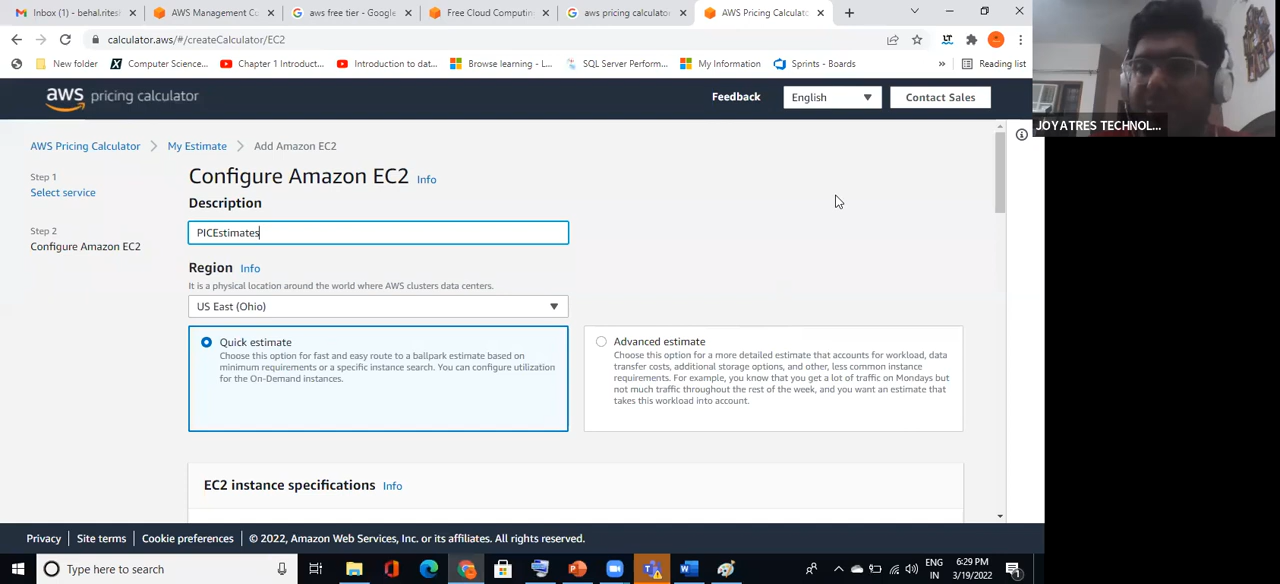 Inbox (1) - behal.ritesh
AWS Management Co
aws free tier - Google
Free Cloud Computin
aws pricing calculator
AWS Pricing Calculato
calculator.aws/#/createCalculator/EC2
New folder
Computer Science...
Chapter 1 Introduct...
Introduction to dat...
Browse learning - L...
SQL Server Perform...
My Information
Sprints - Boards
»
Reading list
aws pricing calculator
Feedback
English
Contact Sales
JOYATRES TECHNOL...
AWS Pricing Calculator
My Estimate
Add Amazon EC2
Step 1
Select service
Step 2
Configure Amazon EC2
Configure Amazon EC2 Info
Description
PICEstimates
Region Info
It is a physical location around the world where AWS clusters data centers.
US East (Ohio)
Quick estimate
Choose this option for fast and easy route to a ballpark estimate based on
minimum requirements or a specific instance search. You can configure utilization
for the On-Demand instances.
Advanced estimate
Choose this option for a more detailed estimate that accounts for workload, data
transfer costs, additional storage options, and other, less common instance
requirements. For example, you know that you get a lot of traffic on Mondays but
not much traffic throughout the rest of the week, and you want an estimate that
takes this workload into account.
EC2 instance specifications Info
Privacy | Site terms | Cookie preferences | © 2022, Amazon Web Services, Inc. or its affiliates. All rights reserved.
Type here to search
ENG
IN
6:29 PM
3/19/2022
1